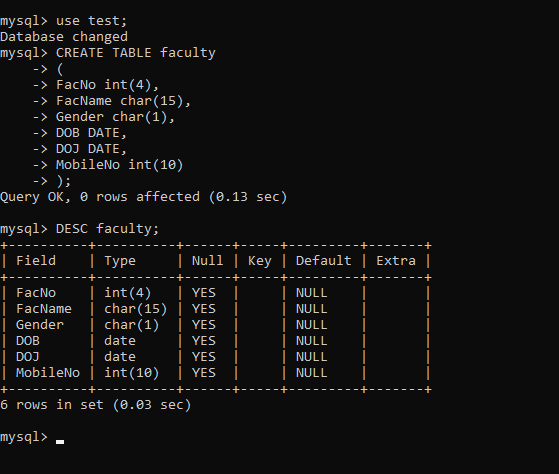 mysql> use test;
Database changed
mysql> CREATE TABLE faculty
    -> (
    -> FacNo int(4),
    -> FacName char(15),
    -> Gender char(1),
    -> DOB DATE,
    -> DOJ DATE,
    -> MobileNo int(10)
    -> );
Query OK, 0 rows affected (0.13 sec)

mysql> DESC faculty;
+----------+----------+------+-----+---------+-------+
| Field    | Type     | Null | Key | Default | Extra |
+----------+----------+------+-----+---------+-------+
| FacNo    | int(4)   | YES  |     | NULL    |       |
| FacName  | char(15) | YES  |     | NULL    |       |
| Gender   | char(1)  | YES  |     | NULL    |       |
| DOB      | date     | YES  |     | NULL    |       |
| DOJ      | date     | YES  |     | NULL    |       |
| MobileNo | int(10)  | YES  |     | NULL    |       |
+----------+----------+------+-----+---------+-------+
6 rows in set (0.03 sec)

mysql> _